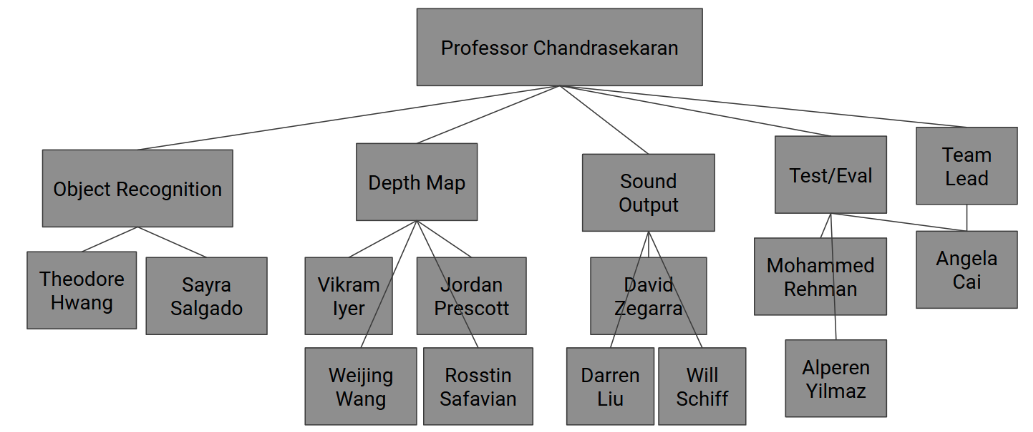 Professor Chandrasekaran
Object Recognition
Depth Map
Sound
Output
Test/Eval
Team
Lead
Theodore
Hwang
Sayra
Salgado
Vikram
Iyer
Jordan
Prescott
David
Zegarra
Mohammed
Rehman
Angela
Cai
Weijing
Wang
Rosstin
Safavian
Darren
Liu
Will
Schiff
Alperen
Yilmaz